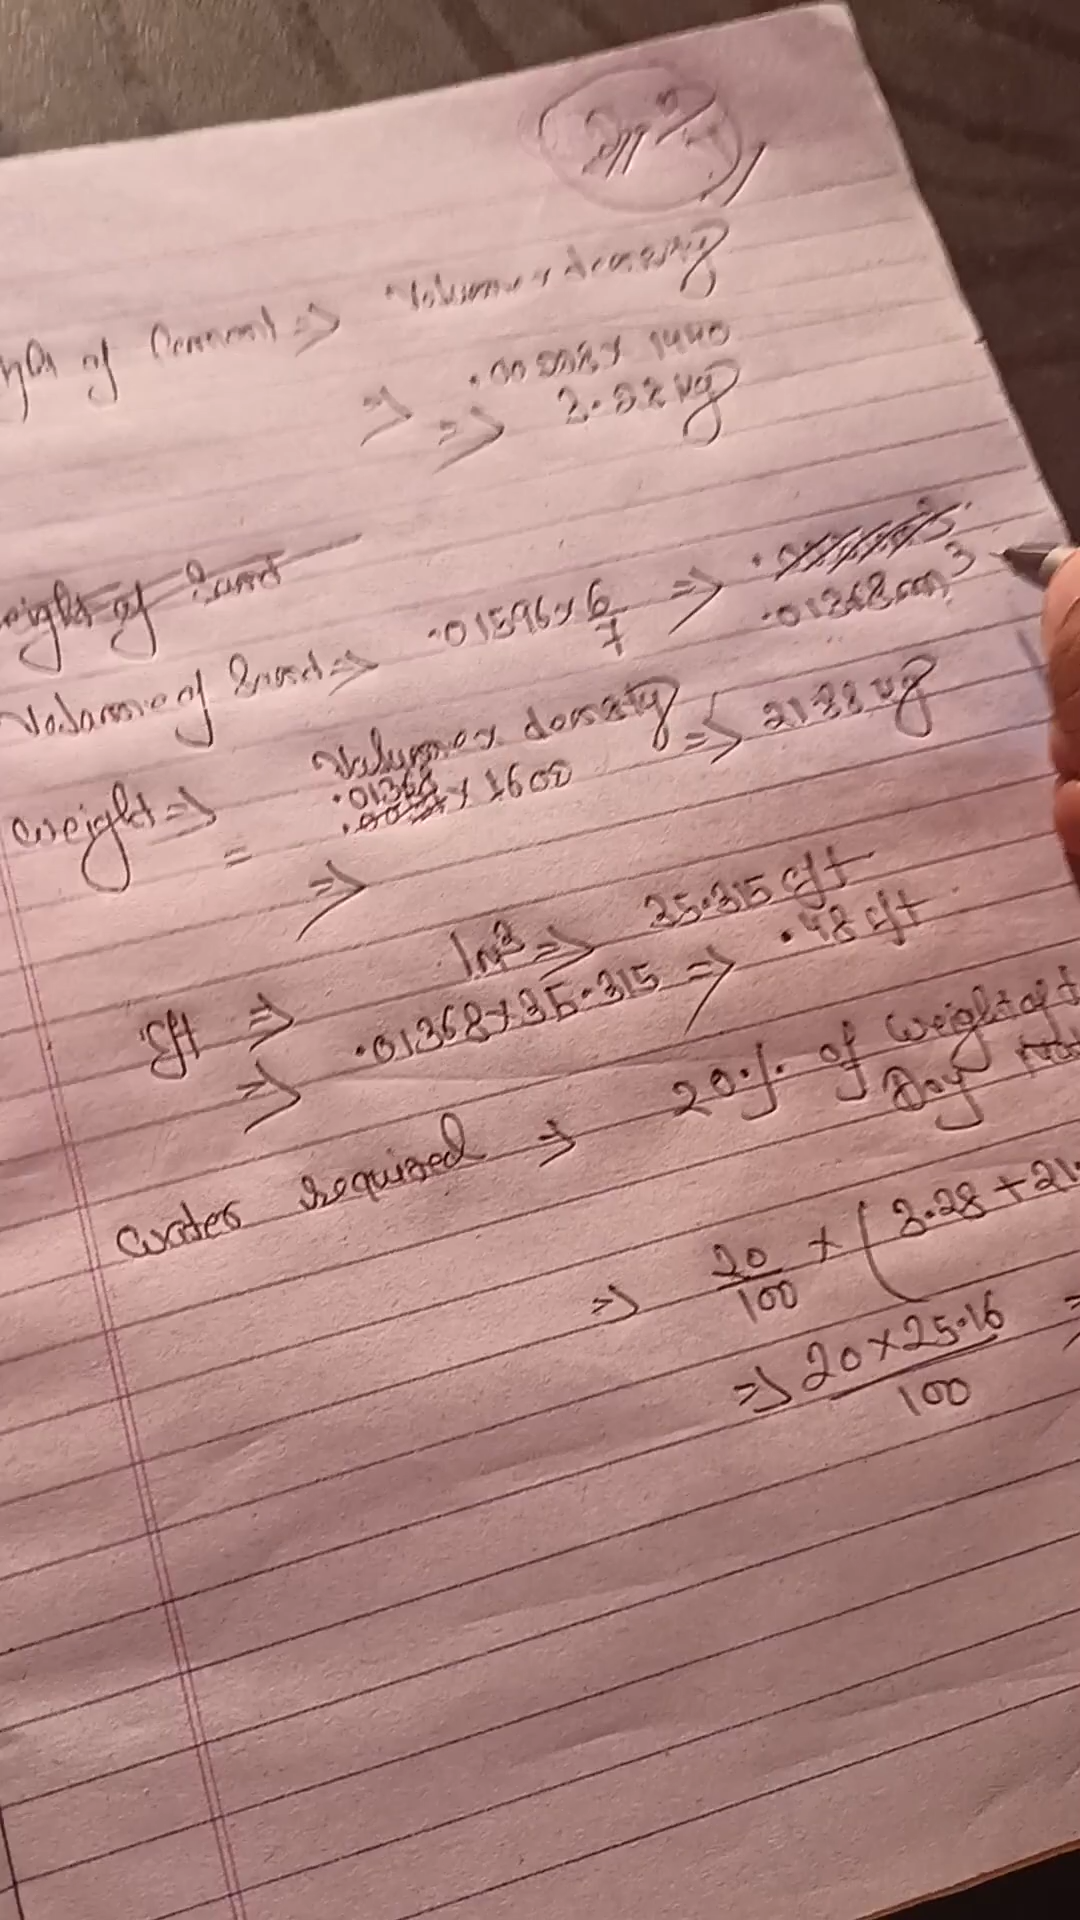 of Cement => Volume x density
=> .00228 x 1440
=> 3.28 kg
eight of Sand
Volume of Sand => .01596 x 6/7 => .01368 m3
Weight => Volume x density => 21.88 kg
= .01368 x 1600
=>
1m3 => 35.315 cft
Cft => .01368 x 35.315 => .48 cft
=>
Water required => 20% of weight of
Dry
=> 20/100 x ( 3.28 + 21.
=> 20 x 25.16 / 100 =